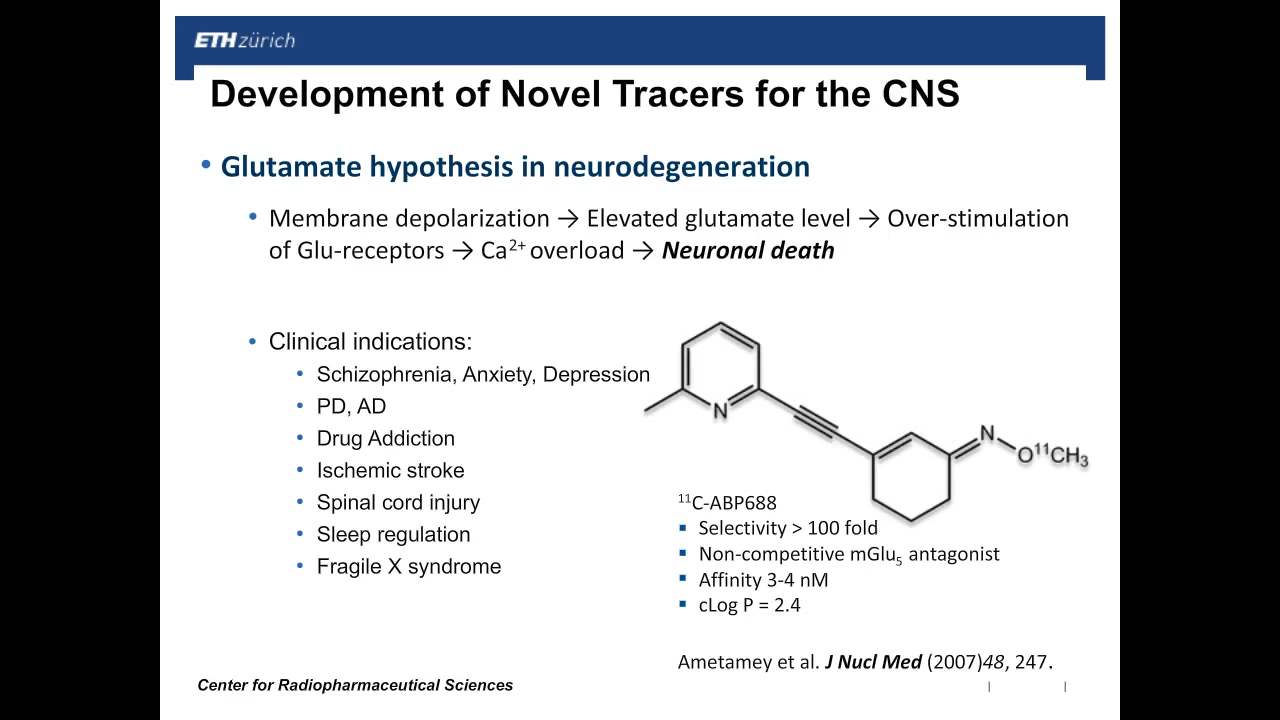 ETH zürich
Development of Novel Tracers for the CNS
• Glutamate hypothesis in neurodegeneration
• Membrane depolarization → Elevated glutamate level → Over-stimulation
of Glu-receptors → Ca²⁺ overload → Neuronal death
• Clinical indications:
• Schizophrenia, Anxiety, Depression
• PD, AD
• Drug Addiction
• Ischemic stroke
• Spinal cord injury
• Sleep regulation
• Fragile X syndrome
N
N
O¹¹CH₃
¹¹C-ABP688
▪ Selectivity > 100 fold
▪ Non-competitive mGlu₅ antagonist
▪ Affinity 3-4 nM
▪ cLog P = 2.4
Ametamey et al. J Nucl Med (2007)48, 247.
Center for Radiopharmaceutical Sciences
| |